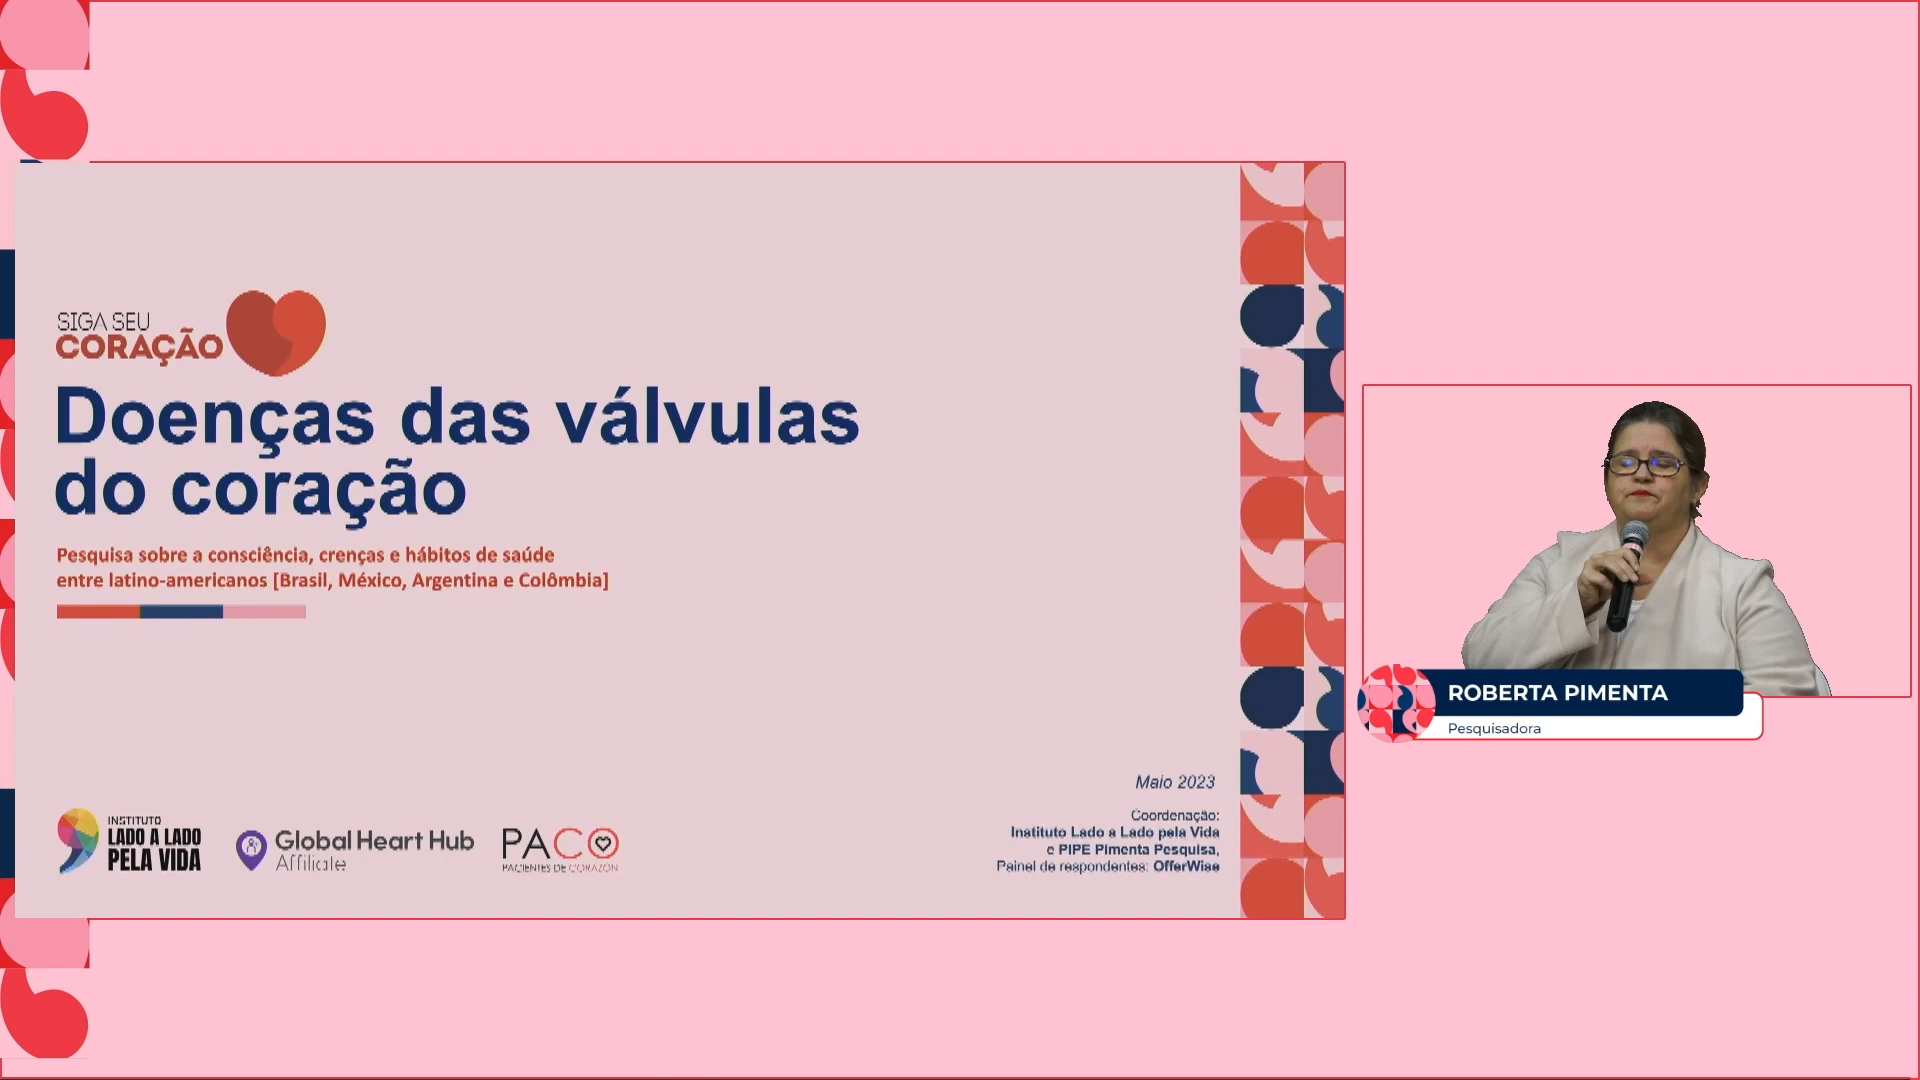 SIGA SEU
CORAÇÃO
Doenças das válvulas
do coração
Pesquisa sobre a consciência, crenças e hábitos de saúde
entre latino-americanos [Brasil, México, Argentina e Colômbia]
INSTITUTO
LADO A LADO
PELA VIDA
Global Heart Hub
Affiliate
PACO
PACIENTES DE CORAZÓN
Maio 2023
Coordenação:
Instituto Lado a Lado pela Vida
e PIPE Pimenta Pesquisa,
Painel de respondentes: OfferWise
ROBERTA PIMENTA
Pesquisadora